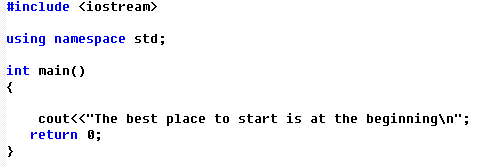 #include <iostream>
using namespace std;
int main()
{
cout<<"The best place to start is at the beginning\n";
return 0;
}